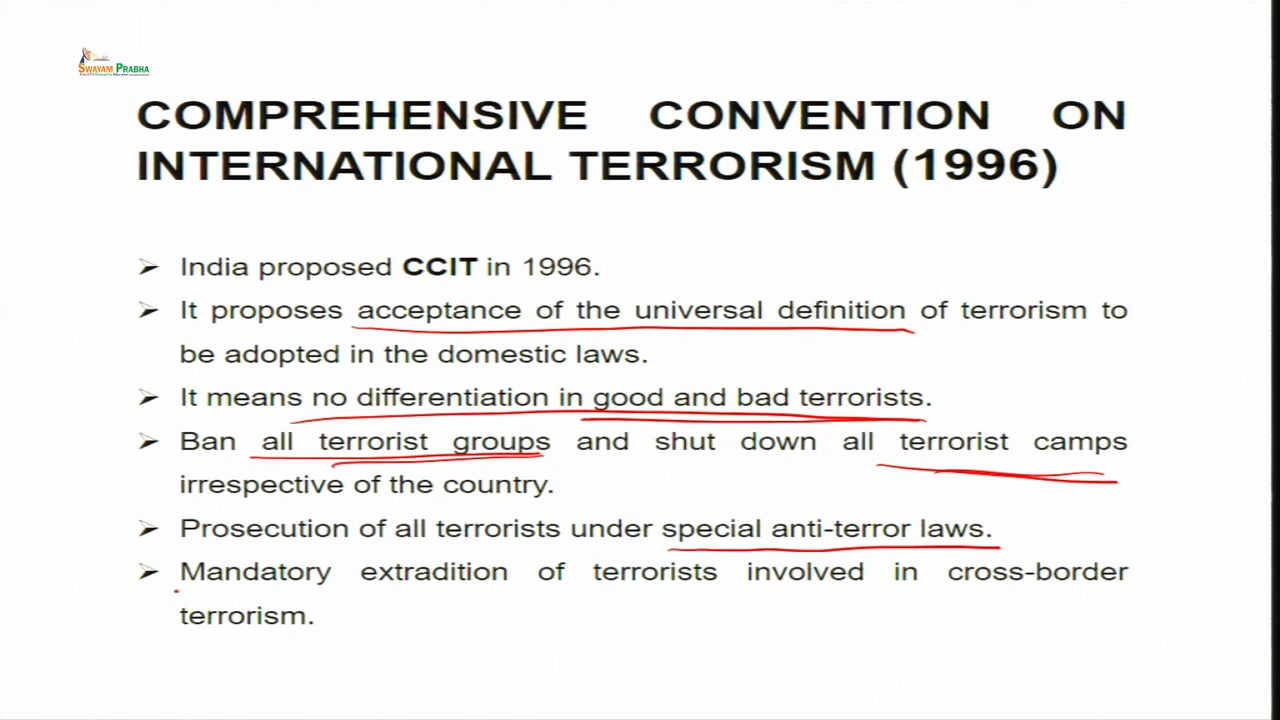 SWAYAM PRABHA
COMPREHENSIVE CONVENTION ON
INTERNATIONAL TERRORISM (1996)
➢ India proposed CCIT in 1996.
➢ It proposes acceptance of the universal definition of terrorism to
be adopted in the domestic laws.
➢ It means no differentiation in good and bad terrorists.
➢ Ban all terrorist groups and shut down all terrorist camps
irrespective of the country.
➢ Prosecution of all terrorists under special anti-terror laws.
➢ Mandatory extradition of terrorists involved in cross-border
terrorism.